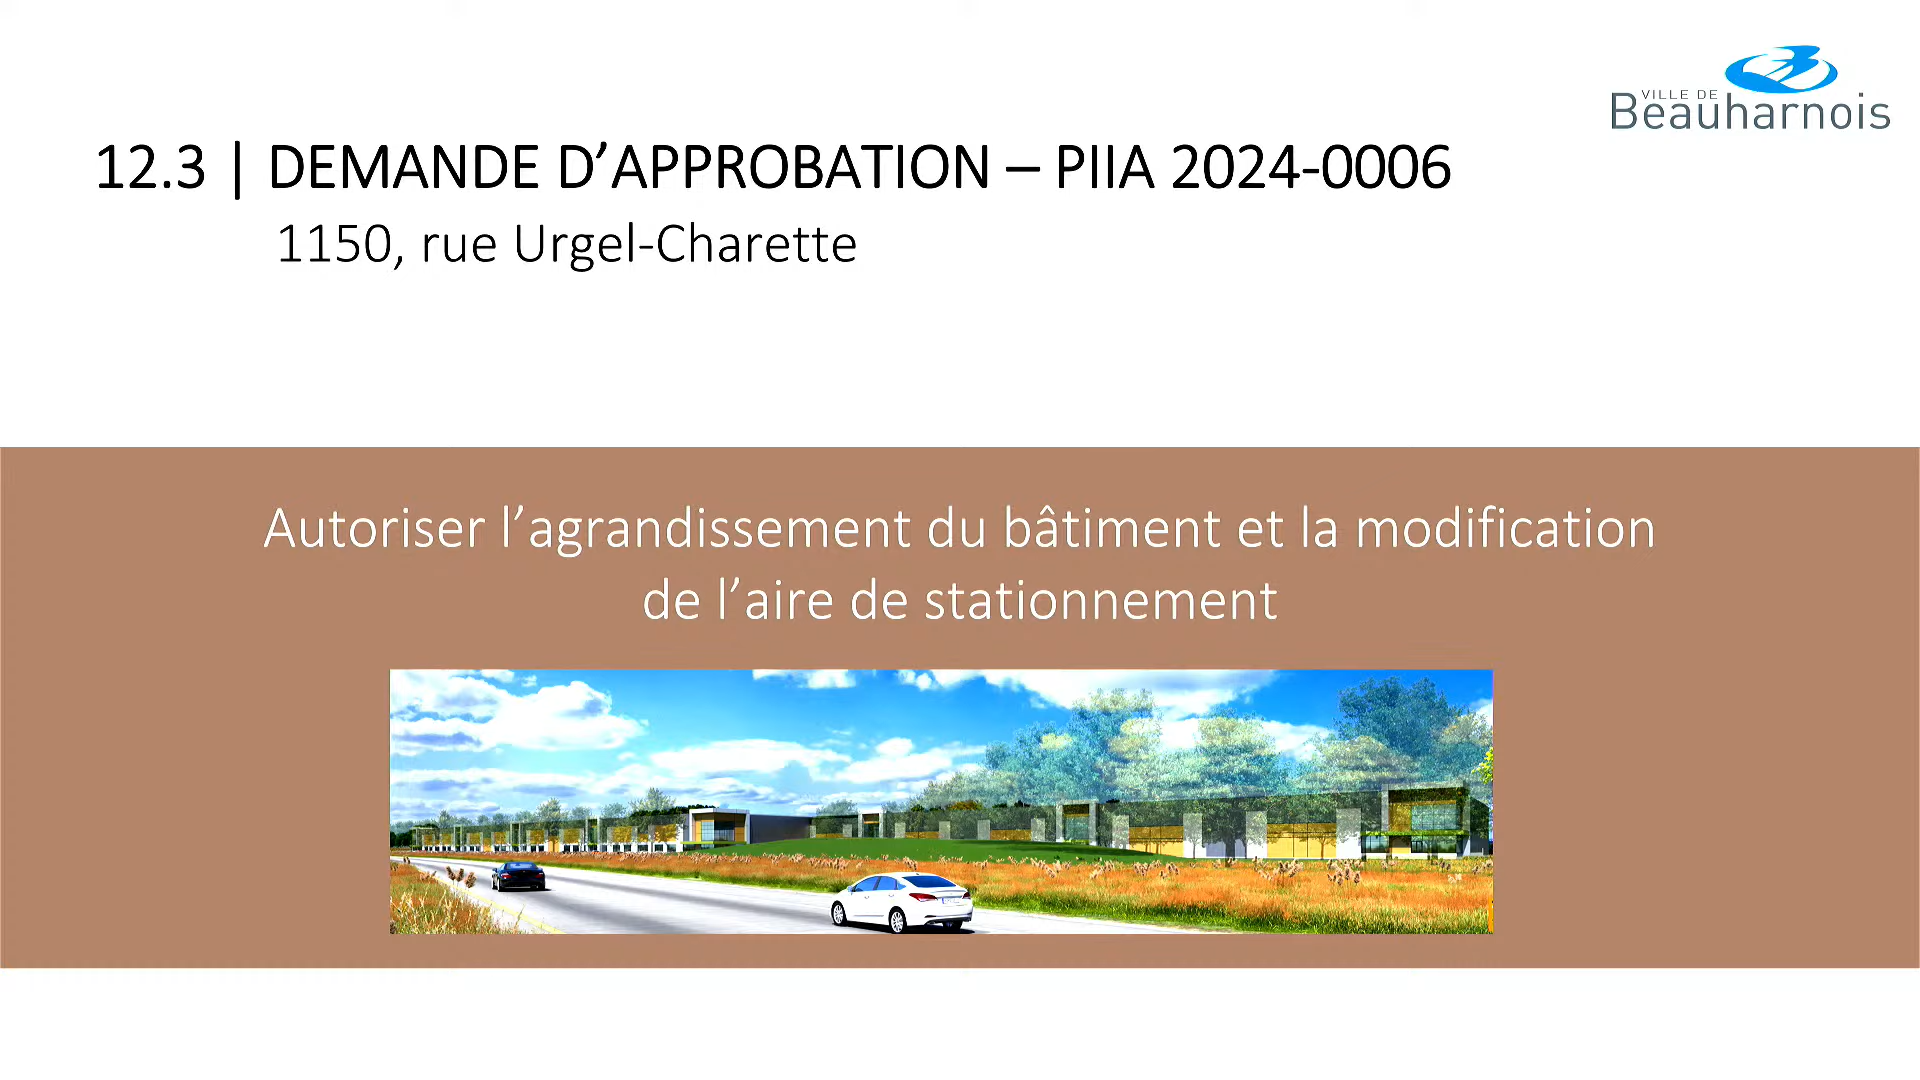 VILLE DE
Beauharnois
12.3 | DEMANDE D’APPROBATION – PIIA 2024-0006
1150, rue Urgel-Charette
Autoriser l’agrandissement du bâtiment et la modification
de l’aire de stationnement